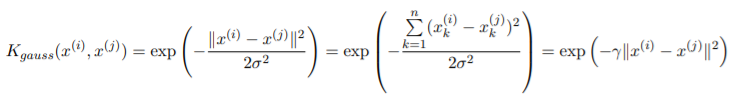 $K_{gauss}(x^{(i)}, x^{(j)}) = \exp\left(-\frac{\|x^{(i)} - x^{(j)}\|^2}{2\sigma^2}\right) = \exp\left(-\frac{\sum_{k=1}^{n}(x_k^{(i)} - x_k^{(j)})^2}{2\sigma^2}\right) = \exp\left(-\gamma\|x^{(i)} - x^{(j)}\|^2\right)$